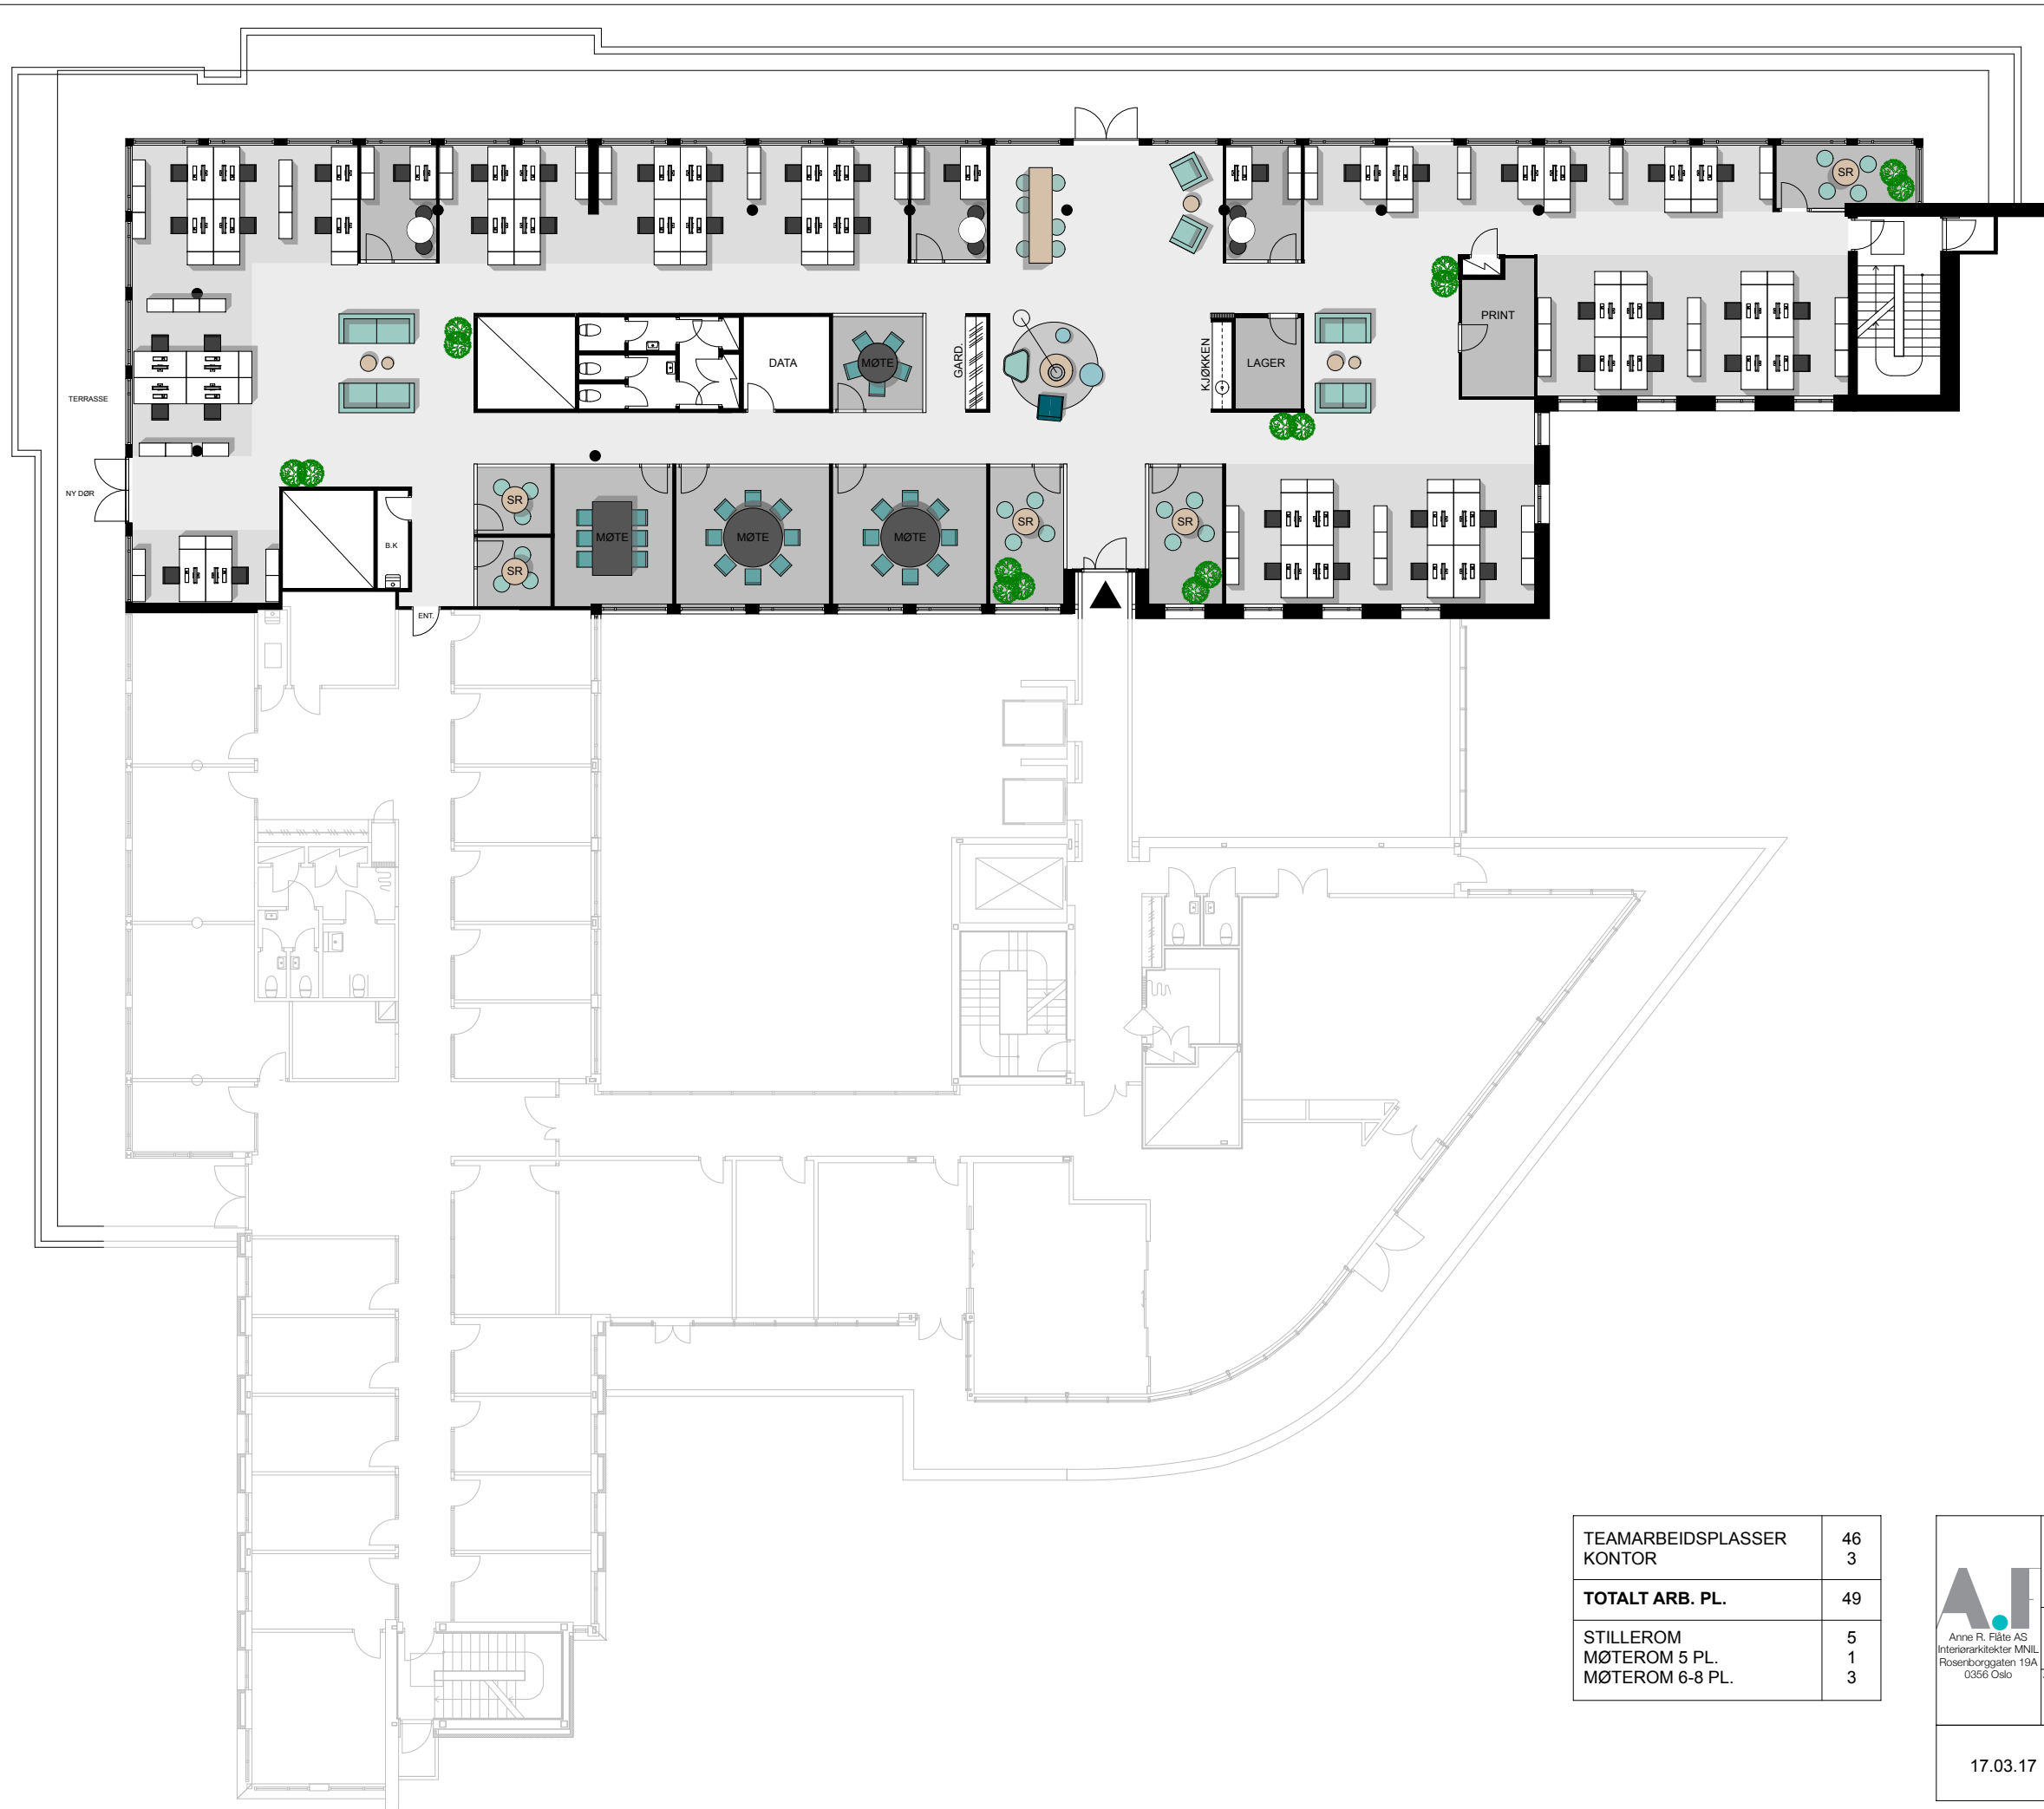 SR
PRINT
DATA
MØTE
GARD.
KJØKKEN
LAGER
TERRASSE
NY DØR
B.K
SR
SR
MØTE
MØTE
MØTE
SR
SR
ENT.
TEAMARBEIDSPLASSER 46
KONTOR 3
TOTALT ARB. PL. 49
STILLEROM 5
MØTEROM 5 PL. 1
MØTEROM 6-8 PL. 3
A.F
Anne R. Flåte AS
Interiørarkitekter MNIL
Rosenborggaten 19A
0356 Oslo
17.03.17